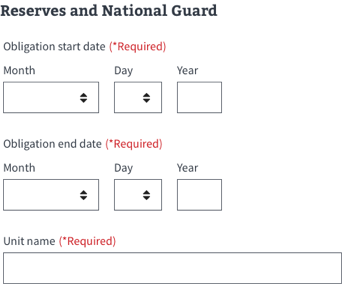 Reserves and National Guard
Obligation start date (*Required)
Month Day Year
Obligation end date (*Required)
Month Day Year
Unit name (*Required)